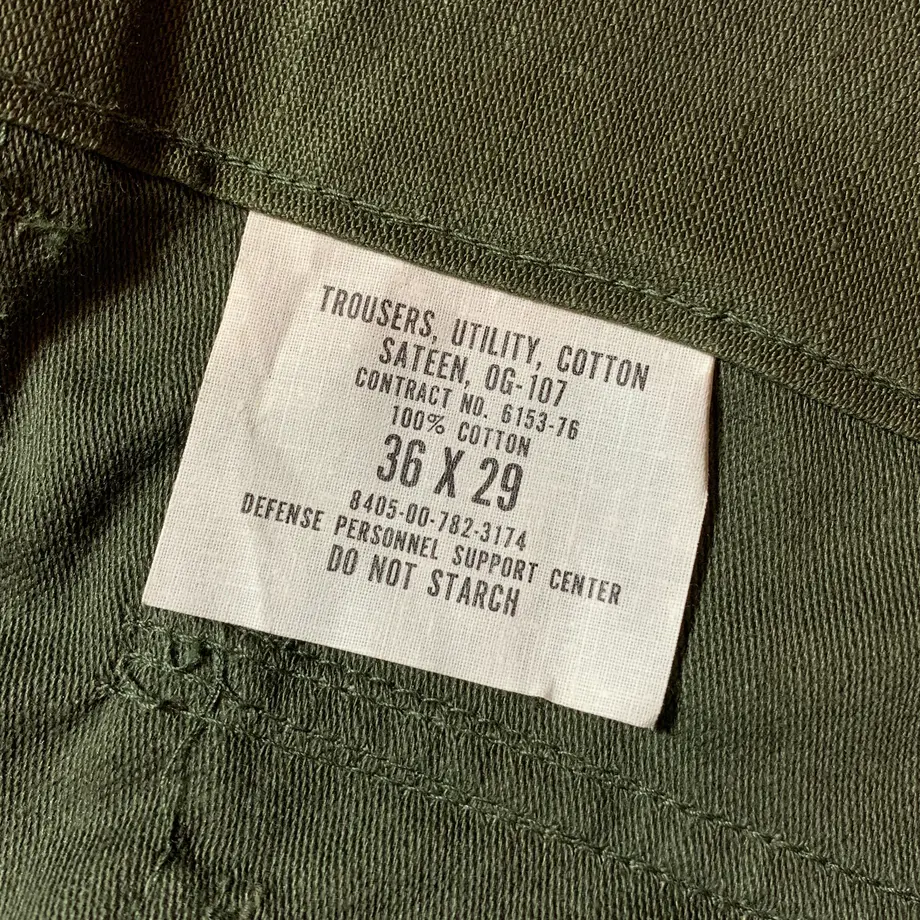 TROUSERS, UTILITY, COTTON
SATEEN, OG-107
CONTRACT NO. 6153-76
100% COTTON
36 X 29
8405-00-782-3174
DEFENSE PERSONNEL SUPPORT CENTER
DO NOT STARCH